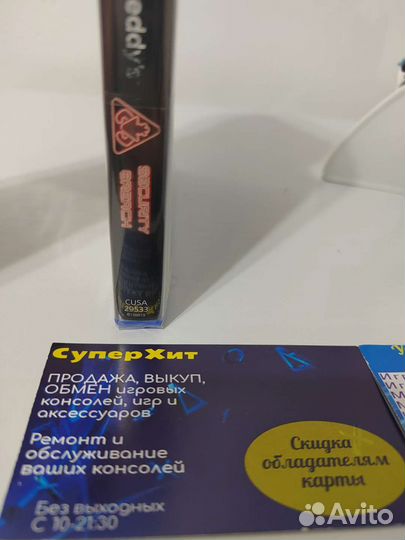 eddy's
SECURITY
BREACH
CUSA
29533
СуперХит
ПРОДАЖА, ВЫКУП,
ОБМЕН игровых
консолей, игр и
аксессуаров
Ремонт и
обслуживание
ваших консолей
Без выходных
С 10-21:30
Скидка
обладателям
карты
Avito